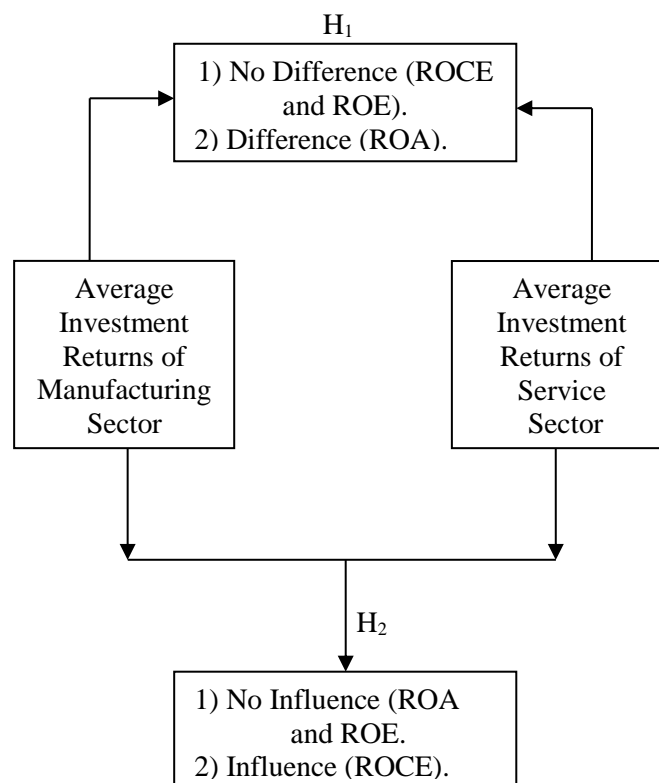 H₁
1) No Difference (ROCE
and ROE).
2) Difference (ROA).
Average
Investment
Returns of
Manufacturing
Sector
Average
Investment
Returns of
Service
Sector
H₂
1) No Influence (ROA
and ROE.
2) Influence (ROCE).